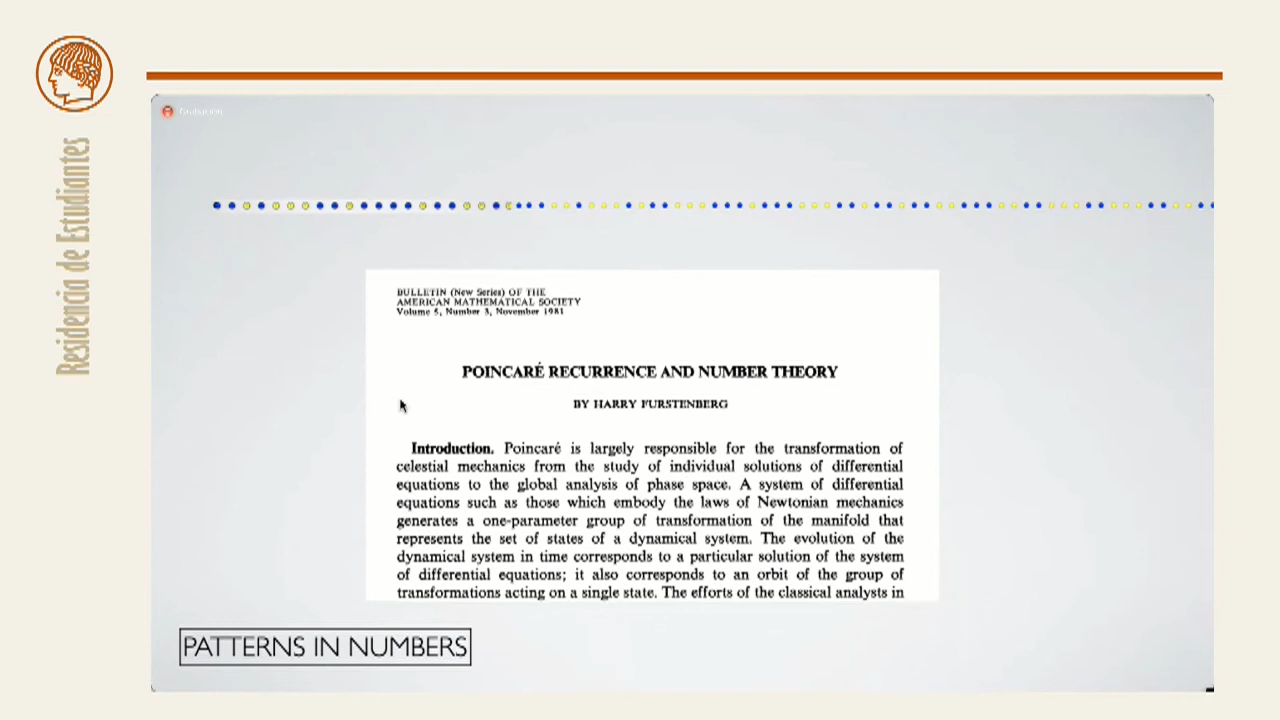 Residencia de Estudiantes
BULLETIN (New Series) OF THE
AMERICAN MATHEMATICAL SOCIETY
Volume 5, Number 3, November 1981
POINCARÉ RECURRENCE AND NUMBER THEORY
BY HARRY FURSTENBERG
Introduction. Poincaré is largely responsible for the transformation of
celestial mechanics from the study of individual solutions of differential
equations to the global analysis of phase space. A system of differential
equations such as those which embody the laws of Newtonian mechanics
generates a one-parameter group of transformation of the manifold that
represents the set of states of a dynamical system. The evolution of the
dynamical system in time corresponds to a particular solution of the system
of differential equations; it also corresponds to an orbit of the group of
transformations acting on a single state. The efforts of the classical analysts in
PATTERNS IN NUMBERS